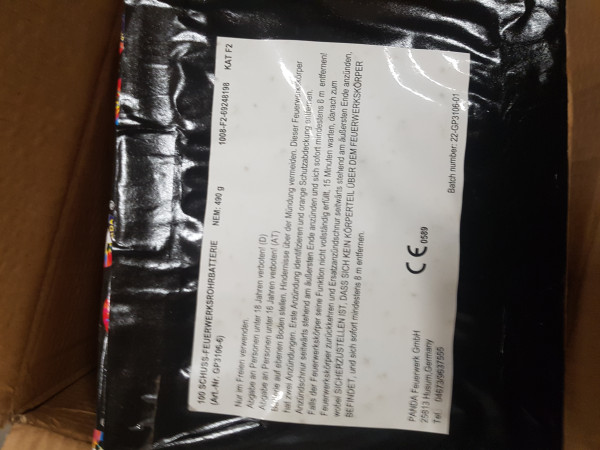 100 SCHUSS-FEUERWERKSROHRBATTERIE NEM: 490 g 1008-F2-69248198 KAT F2
(Art.-Nr. GP3106-6)
Nur im Freien verwenden.
Abgabe an Personen unter 18 Jahren verboten! (D)
Abgabe an Personen unter 16 Jahren verboten! (AT)
Batterie auf ebenen Boden stellen. Hindernisse über der Mündung vermeiden. Dieser Feuerwerkskörper
hat zwei Anzündungen. Erste Anzündung identifizieren und orange Schutzabdeckung
Anzündschnur seitwärts stehend am äußersten Ende anzünden und sich sofort mindestens 8 m entfernen!
Falls der Feuerwerkskörper seine Funktion nicht vollständig erfüllt, 15 Minuten warten, danach zum
Feuerwerkskörper zurückkehren und Ersatzanzündschnur seitwärts stehend am äußersten Ende anzünden,
wobei SICHERZUSTELLEN IST, DASS SICH KEIN KÖRPERTEIL ÜBER DEM FEUERWERKSKÖRPER
BEFINDET, und sich sofort mindestens 8 m entfernen.
PANDA Feuerwerk GmbH
25813 Husum, Germany
Tel.: 04673/9637555
CE 0589
Batch number: 22-GP3106-01